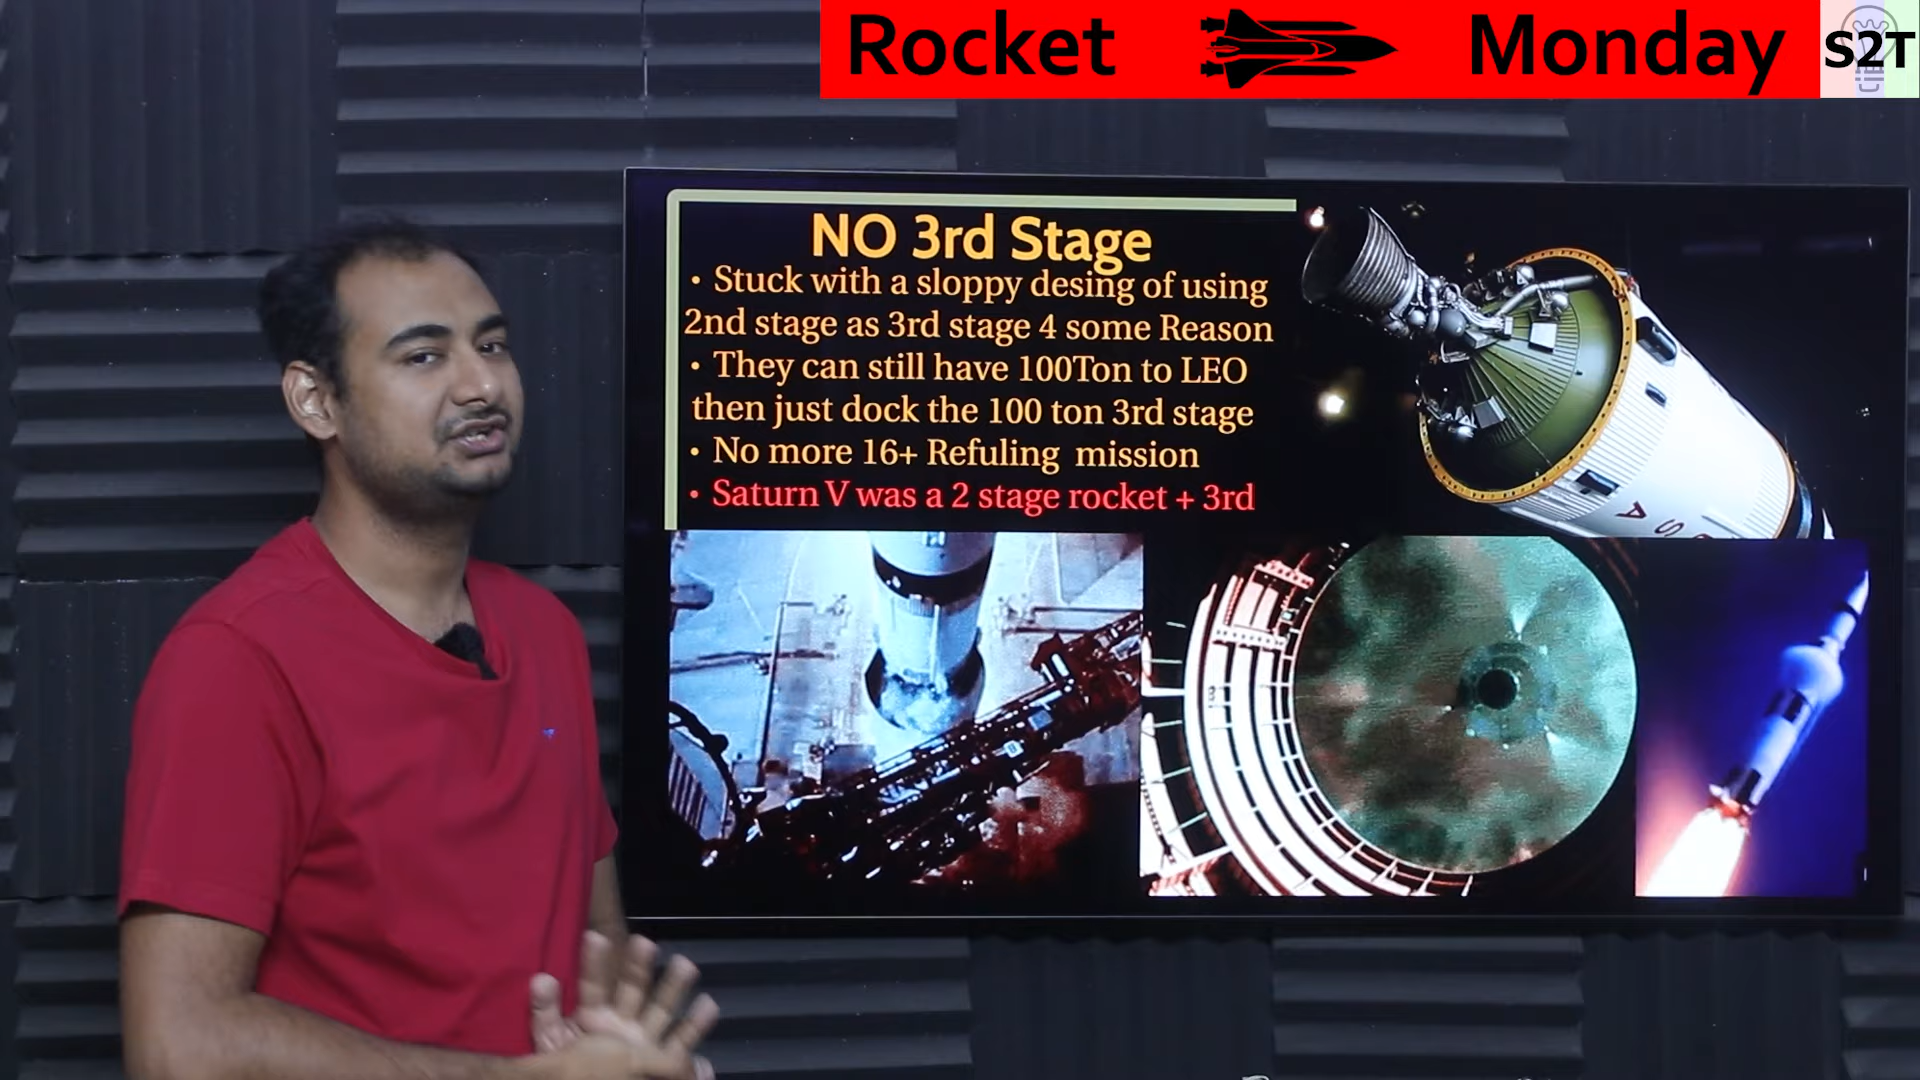 Rocket Monday S2T
NO 3rd Stage
• Stuck with a sloppy desing of using
2nd stage as 3rd stage 4 some Reason
• They can still have 100Ton to LEO
then just dock the 100 ton 3rd stage
• No more 16+ Refuling mission
• Saturn V was a 2 stage rocket + 3rd